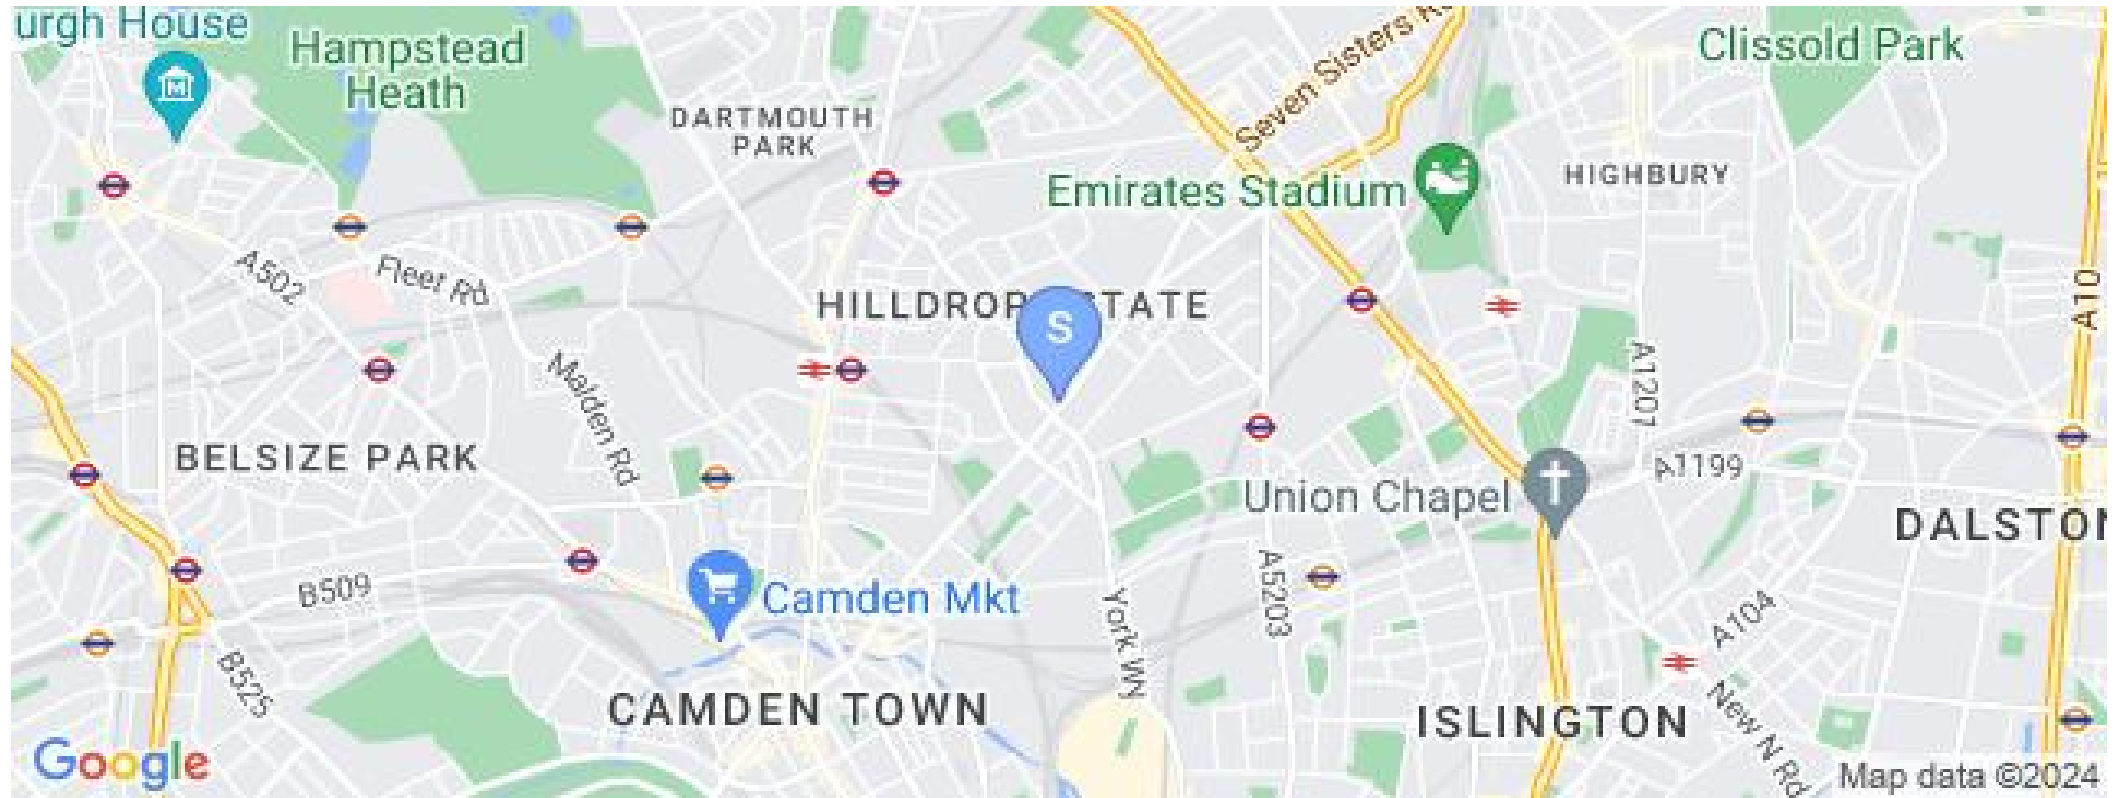 urgh House
Hampstead
Heath
DARTMOUTH
PARK
Seven Sisters
Clissold Park
Emirates Stadium
HIGHBURY
A502
Fleet Rd
HILLDROP
STATE
A10
Malden Rd
A1207
BELSIZE PARK
A1199
Union Chapel
DALSTON
B509
Camden Mkt
York Wy
A5203
A104
B525
CAMDEN TOWN
ISLINGTON
New N Rd
Google
Map data ©2024
S
M